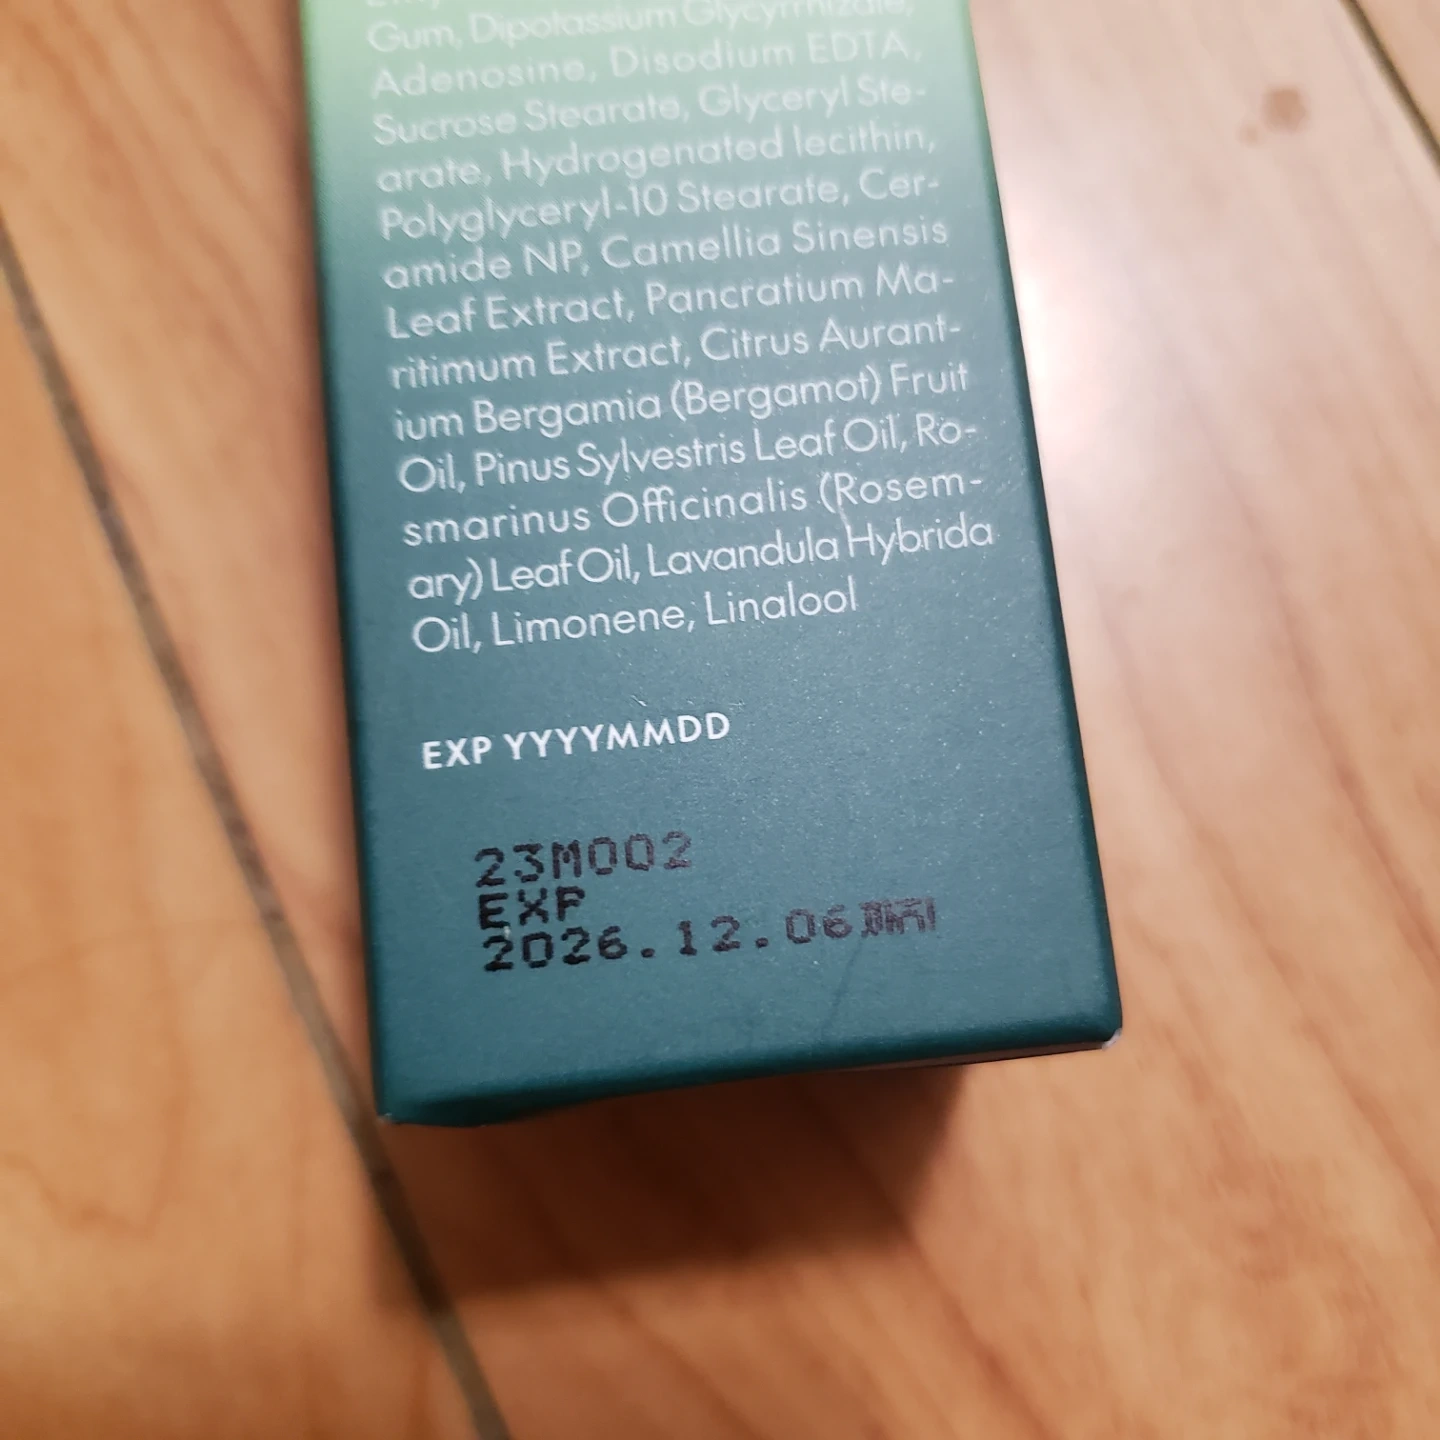 Gum, Dipotassium Glycyrrhizate,
Adenosine, Disodium EDTA,
Sucrose Stearate, Glyceryl Ste-
arate, Hydrogenated lecithin,
Polyglyceryl-10 Stearate, Cer-
amide NP, Camellia Sinensis
Leaf Extract, Pancratium Ma-
ritimum Extract, Citrus Aurant-
ium Bergamia (Bergamot) Fruit
Oil, Pinus Sylvestris Leaf Oil, Ro-
smarinus Officinalis (Rosem-
ary) Leaf Oil, Lavandula Hybrida
Oil, Limonene, Linalool
EXP YYYYMMDD
23M002
EXP
2026.12.06